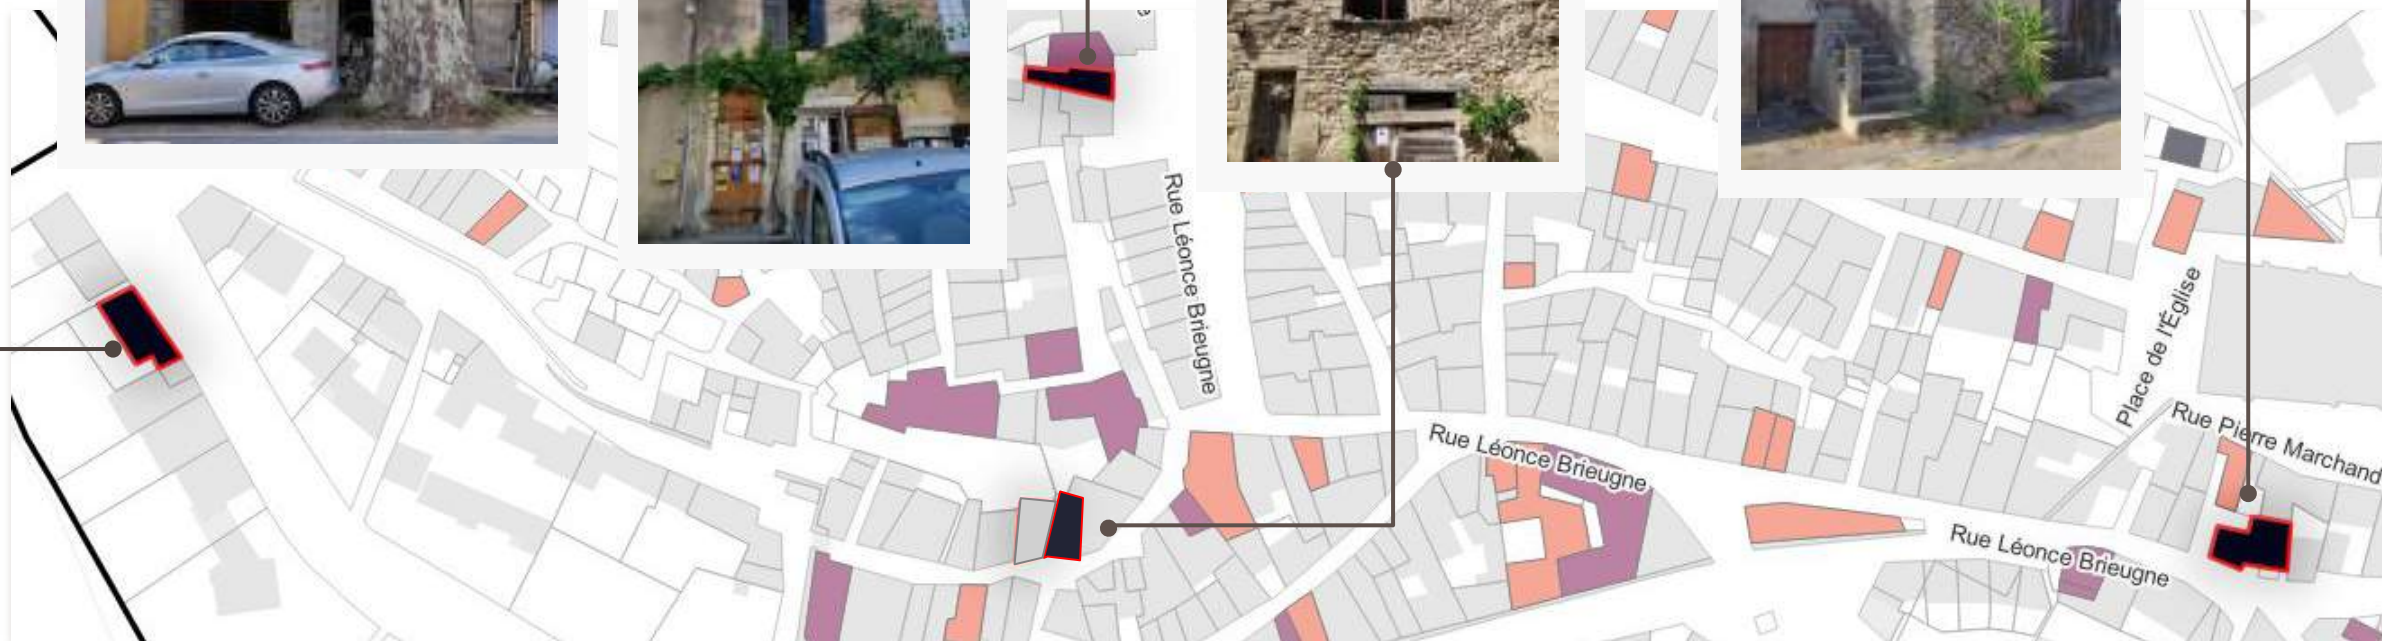 Rue Léonce Brieugne
Rue Léonce Brieugne
Place de l'Église
Rue Pierre Marchand
Rue Léonce Brieugne